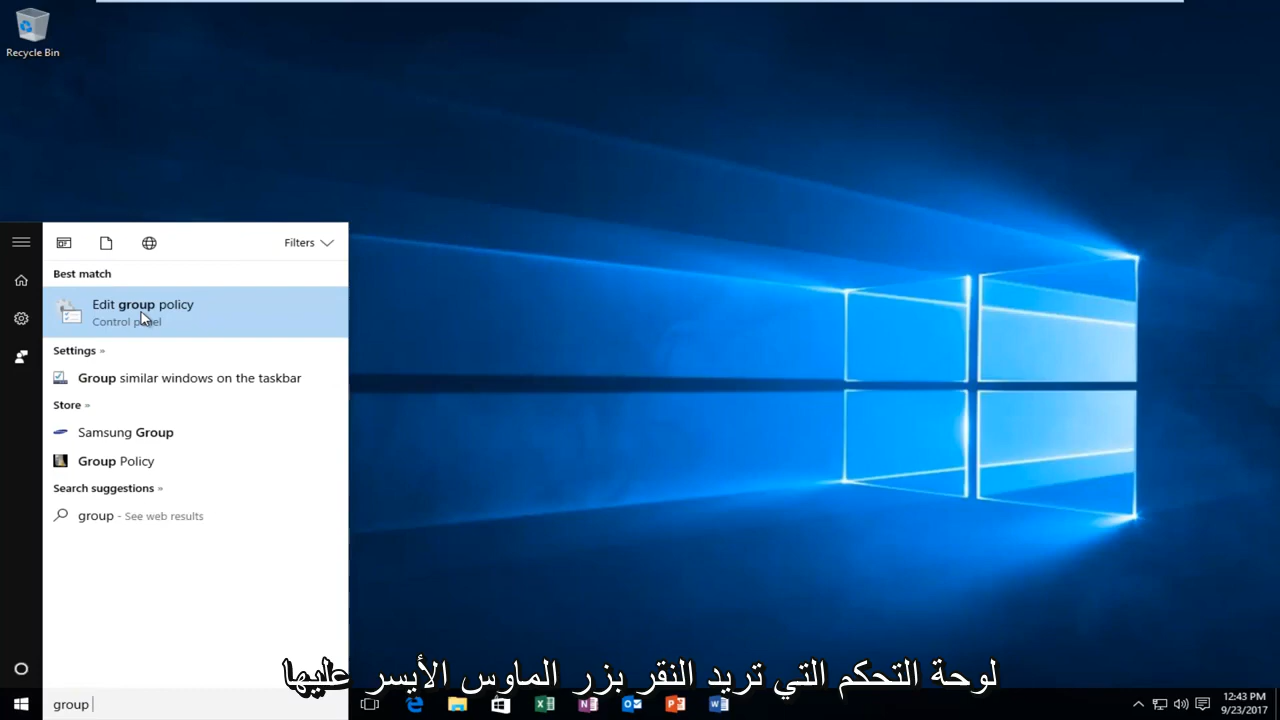 Recycle Bin
Filters
Best match
Edit group policy
Control panel
Settings »
Group similar windows on the taskbar
Store »
Samsung Group
Group Policy
Search suggestions »
group - See web results
لوحة التحكم التي تريد النقر بزر الماوس الأيسر عليها
group
12:43 PM
9/23/2017